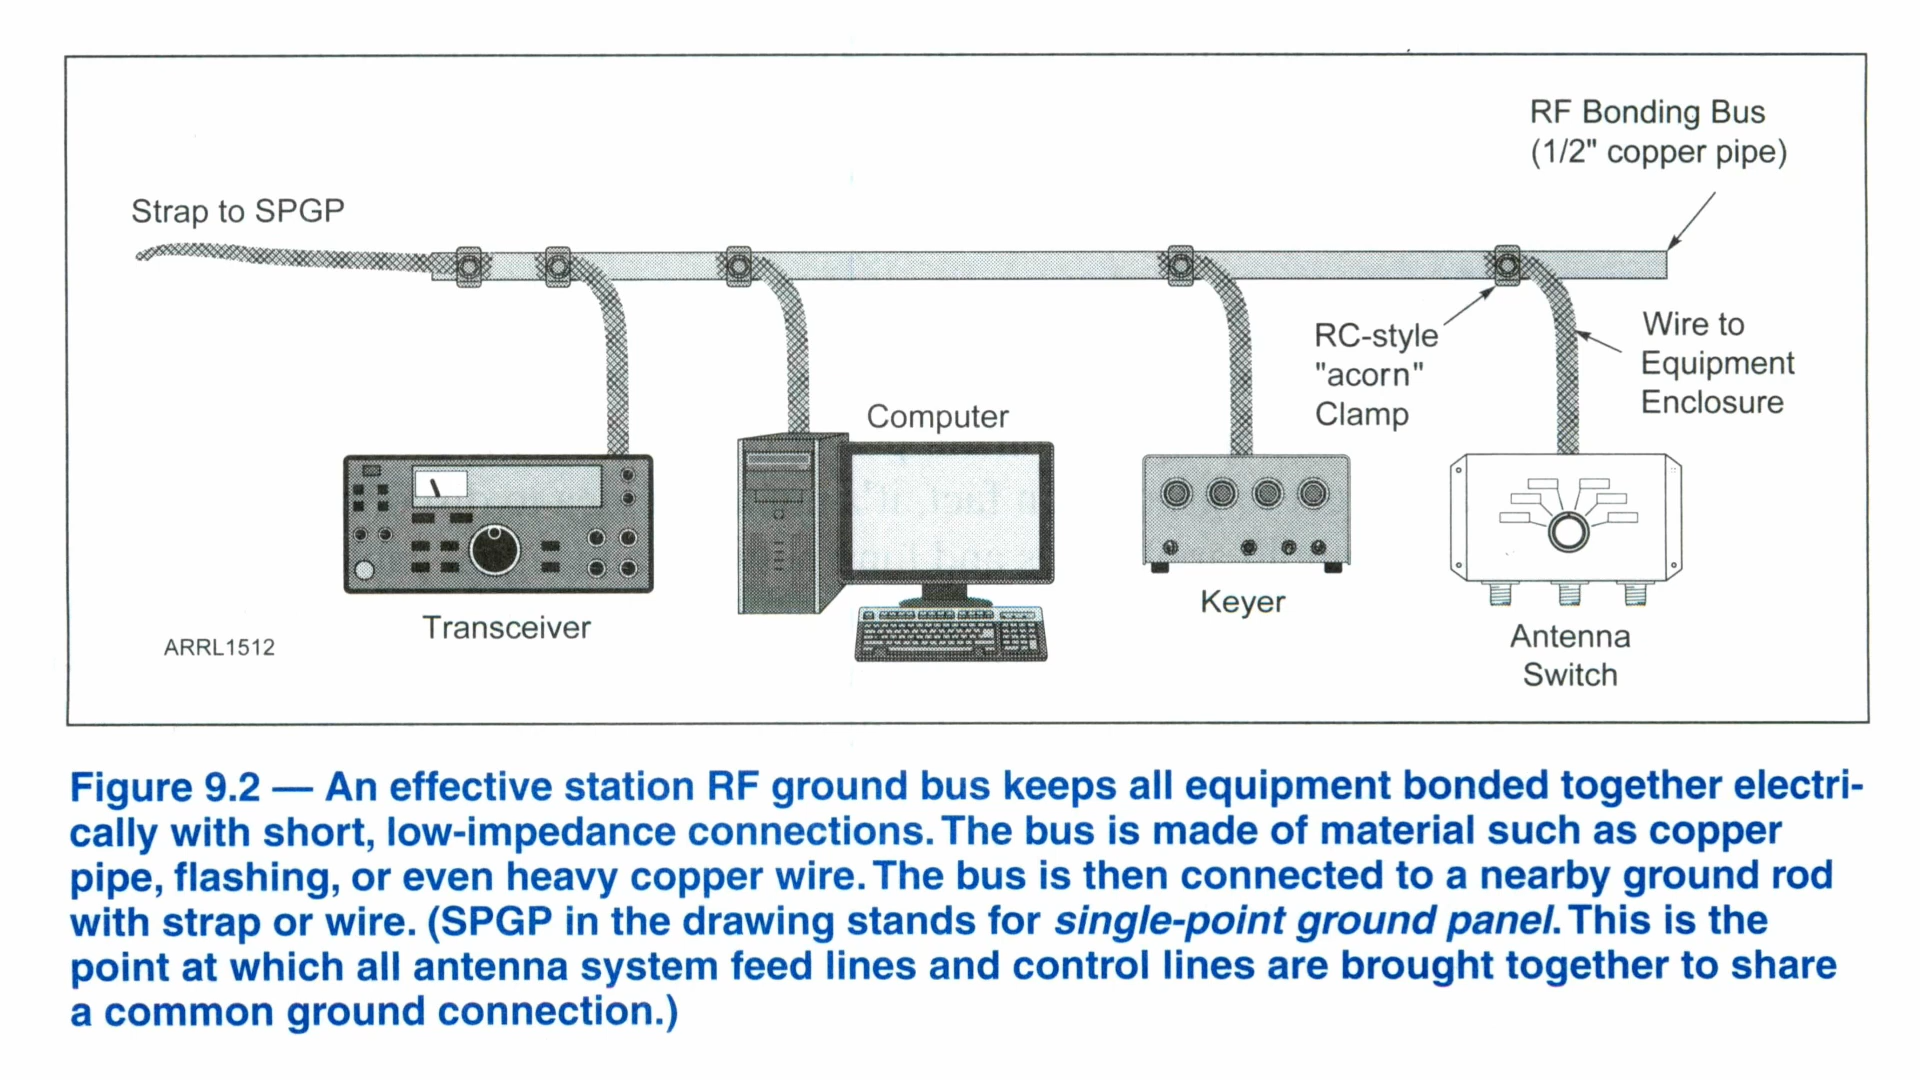 RF Bonding Bus
(1/2" copper pipe)
Strap to SPGP
RC-style
"acorn"
Clamp
Wire to
Equipment
Enclosure
Computer
Transceiver
Keyer
Antenna
Switch
ARRL1512
Figure 9.2 — An effective station RF ground bus keeps all equipment bonded together electri-
cally with short, low-impedance connections. The bus is made of material such as copper
pipe, flashing, or even heavy copper wire. The bus is then connected to a nearby ground rod
with strap or wire. (SPGP in the drawing stands for single-point ground panel. This is the
point at which all antenna system feed lines and control lines are brought together to share
a common ground connection.)